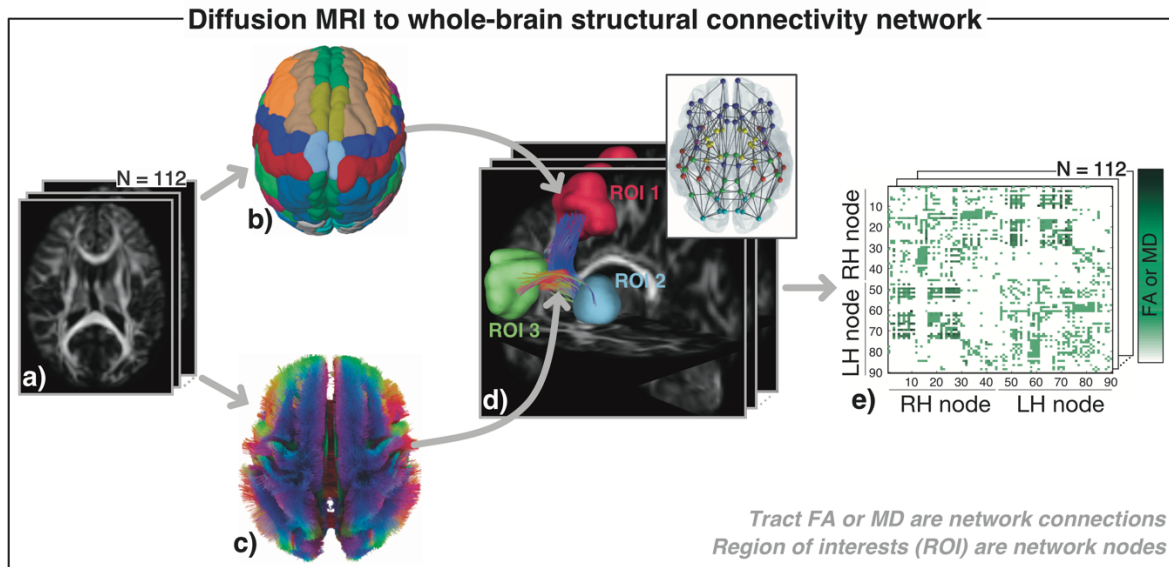 Diffusion MRI to whole-brain structural connectivity network
N = 112
a)
b)
c)
ROI 1
ROI 2
ROI 3
d)
N = 112
RH node
LH node
10
20
30
40
50
60
70
80
90
10 20 30 40 50 60 70 80 90
e)
RH node LH node
FA or MD
Tract FA or MD are network connections
Region of interests (ROI) are network nodes